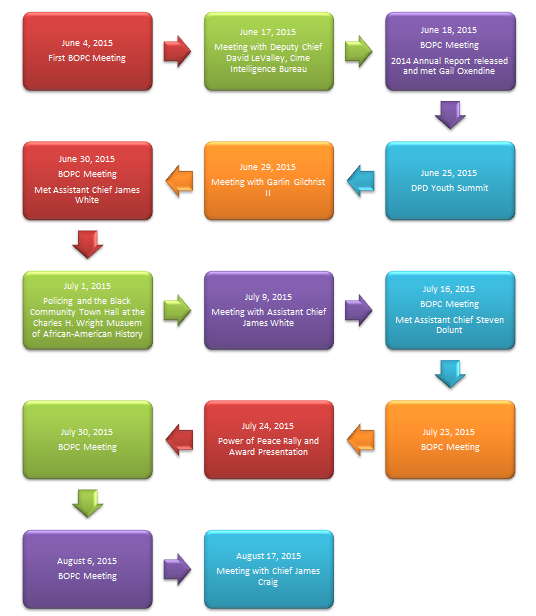 June 4, 2015
First BOPC Meeting
June 17, 2015
Meeting with Deputy Chief
David LeValley, Cime
Intelligence Bureau
June 18, 2015
BOPC Meeting
2014 Annual Report released
and met Gail Oxendine
June 25, 2015
DPD Youth Summit
June 29, 2015
Meeting with Garlin Gilchrist
II
June 30, 2015
BOPC Meeting
Met Assistant Chief James
White
July 1, 2015
Policing and the Black
Community Town Hall at the
Charles H. Wright Musuem
of African-American History
July 9, 2015
Meeting with Assistant Chief
James White
July 16, 2015
BOPC Meeting
Met Assistant Chief Steven
Dolunt
July 23, 2015
BOPC Meeting
July 24, 2015
Power of Peace Rally and
Award Presentation
July 30, 2015
BOPC Meeting
August 6, 2015
BOPC Meeting
August 17, 2015
Meeting with Chief James
Craig